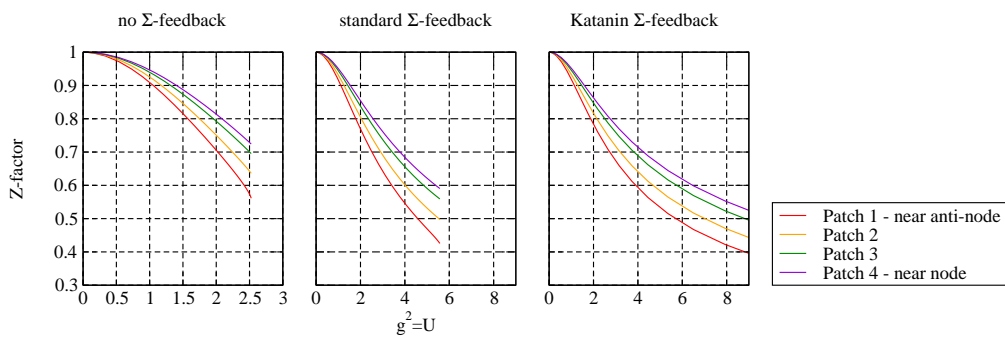 no Σ-feedback
standard Σ-feedback
Katanin Σ-feedback
Z-factor
1
0.9
0.8
0.7
0.6
0.5
0.4
0.3
0 0.5 1 1.5 2 2.5 3
0 2 4 6 8
0 2 4 6 8
g²=U
Patch 1 - near anti-node
Patch 2
Patch 3
Patch 4 - near node